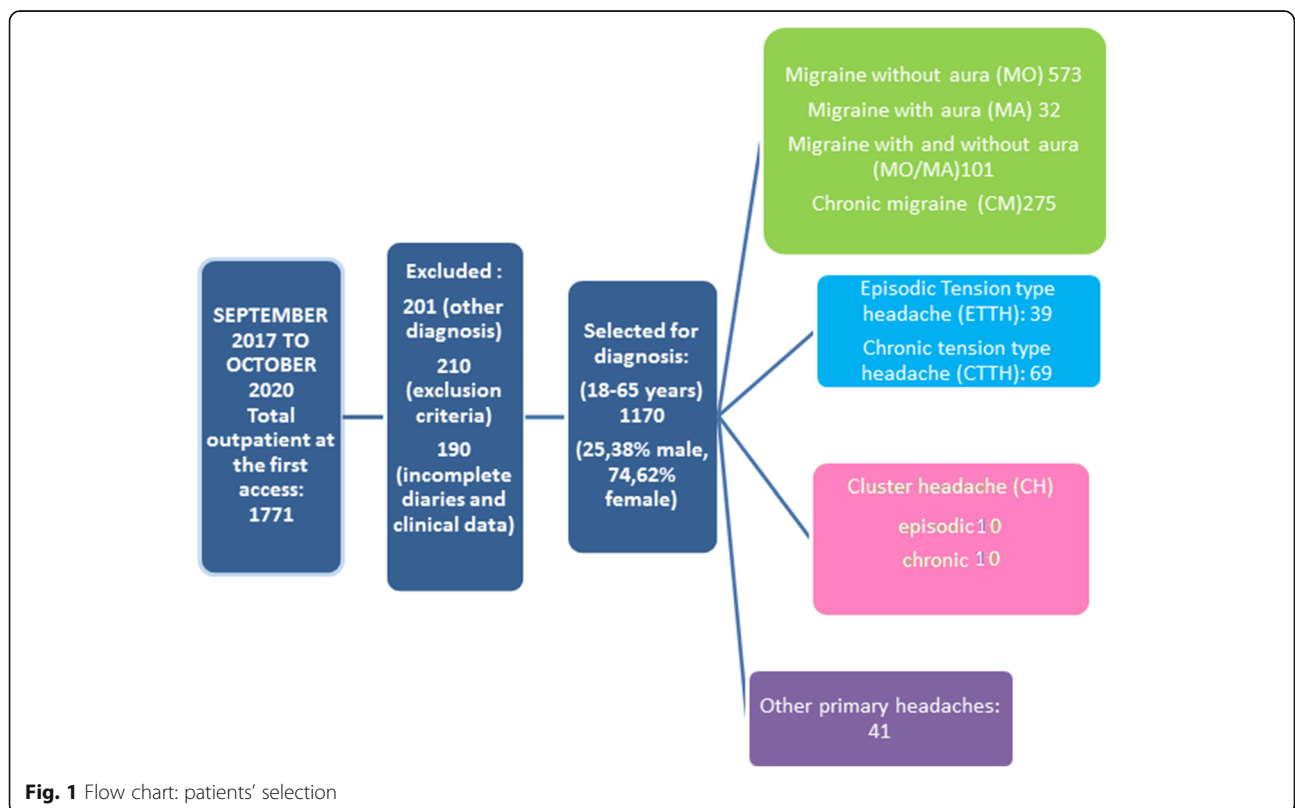 SEPTEMBER
2017 TO
OCTOBER
2020
Total
outpatient at
the first
access:
1771
Excluded :
201 (other
diagnosis)
210
(exclusion
criteria)
190
(incomplete
diaries and
clinical data)
Selected for
diagnosis:
(18-65 years)
1170
(25,38% male,
74,62%
female)
Migraine without aura (MO) 573
Migraine with aura (MA) 32
Migraine with and without aura
(MO/MA)101
Chronic migraine (CM)275
Episodic Tension type
headache (ETTH): 39
Chronic tension type
headache (CTTH): 69
Cluster headache (CH)
episodic10
chronic 10
Other primary headaches:
41
Fig. 1 Flow chart: patients’ selection